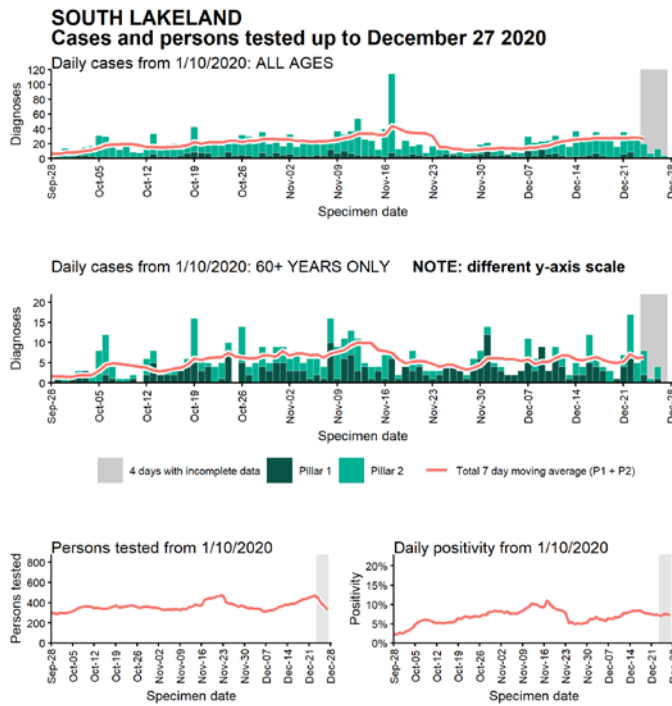 SOUTH LAKELAND
Cases and persons tested up to December 27 2020
Daily cases from 1/10/2020: ALL AGES
Diagnoses
120
100
80
60
40
20
0
Sep-28
Oct-05
Oct-12
Oct-19
Oct-26
Nov-02
Nov-09
Nov-16
Nov-23
Nov-30
Dec-07
Dec-14
Dec-21
Dec-28
Specimen date
Daily cases from 1/10/2020: 60+ YEARS ONLY NOTE: different y-axis scale
Diagnoses
20
15
10
5
0
Sep-28
Oct-05
Oct-12
Oct-19
Oct-26
Nov-02
Nov-09
Nov-16
Nov-23
Nov-30
Dec-07
Dec-14
Dec-21
Dec-28
Specimen date
4 days with incomplete data Pillar 1 Pillar 2 Total 7 day moving average (P1 + P2)
Persons tested from 1/10/2020
Persons tested
800
600
400
200
0
Sep-28
Oct-05
Oct-12
Oct-19
Oct-26
Nov-02
Nov-09
Nov-16
Nov-23
Nov-30
Dec-07
Dec-14
Dec-21
Dec-28
Specimen date
Daily positivity from 1/10/2020
Positivity
20%
15%
10%
5%
0%
Sep-28
Oct-05
Oct-12
Oct-19
Oct-26
Nov-02
Nov-09
Nov-16
Nov-23
Nov-30
Dec-07
Dec-14
Dec-21
Dec-28
Specimen date